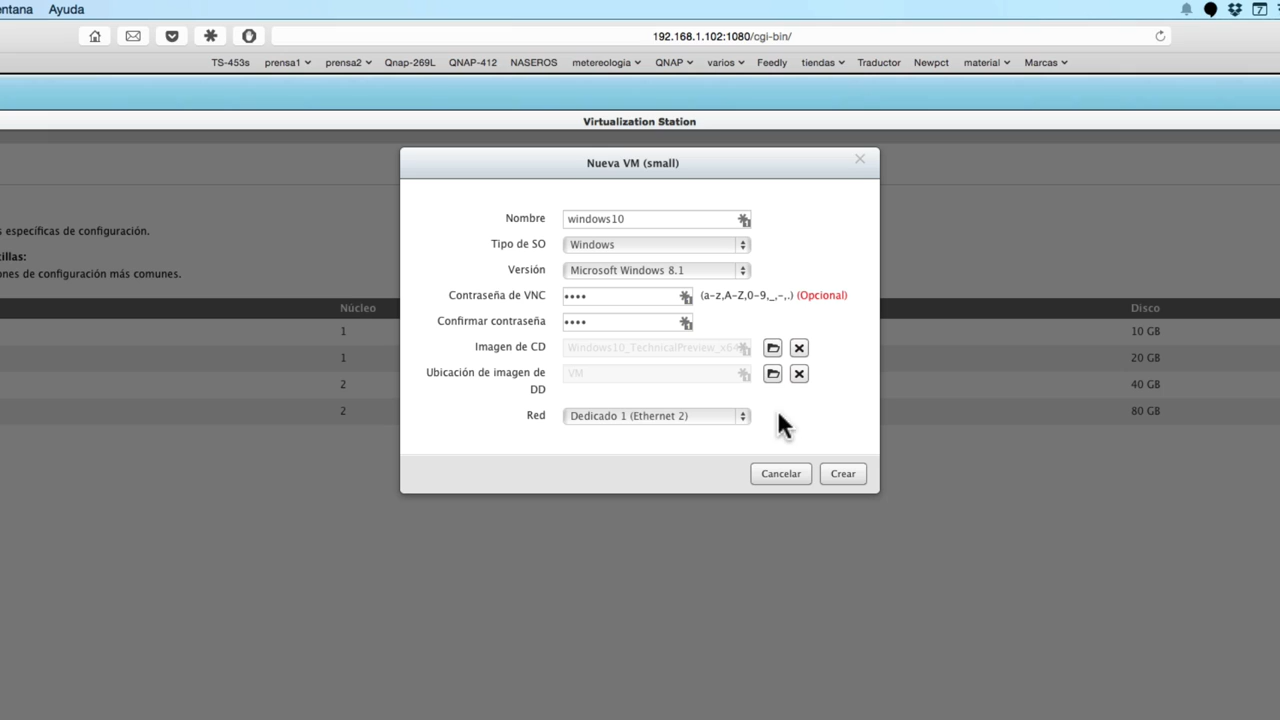 entana Ayuda
7
192.168.1.102:1080/cgi-bin/
TS-453s prensa1 prensa2 Qnap-269L QNAP-412 NASEROS metereologia QNAP varios Feedly tiendas Traductor Newpct material Marcas
Virtualization Station
Nueva VM (small)
s específicas de configuración.
illas:
ones de configuración más comunes.
Nombre windows10
Tipo de SO Windows
Versión Microsoft Windows 8.1
Contraseña de VNC •••• (a-z,A-Z,0-9,_,-,.) (Opcional)
Confirmar contraseña ••••
Imagen de CD Windows10_TechnicalPreview_x64
Ubicación de imagen de DD VM
Red Dedicado 1 (Ethernet 2)
Cancelar Crear
Núcleo Disco
1 10 GB
1 20 GB
2 40 GB
2 80 GB